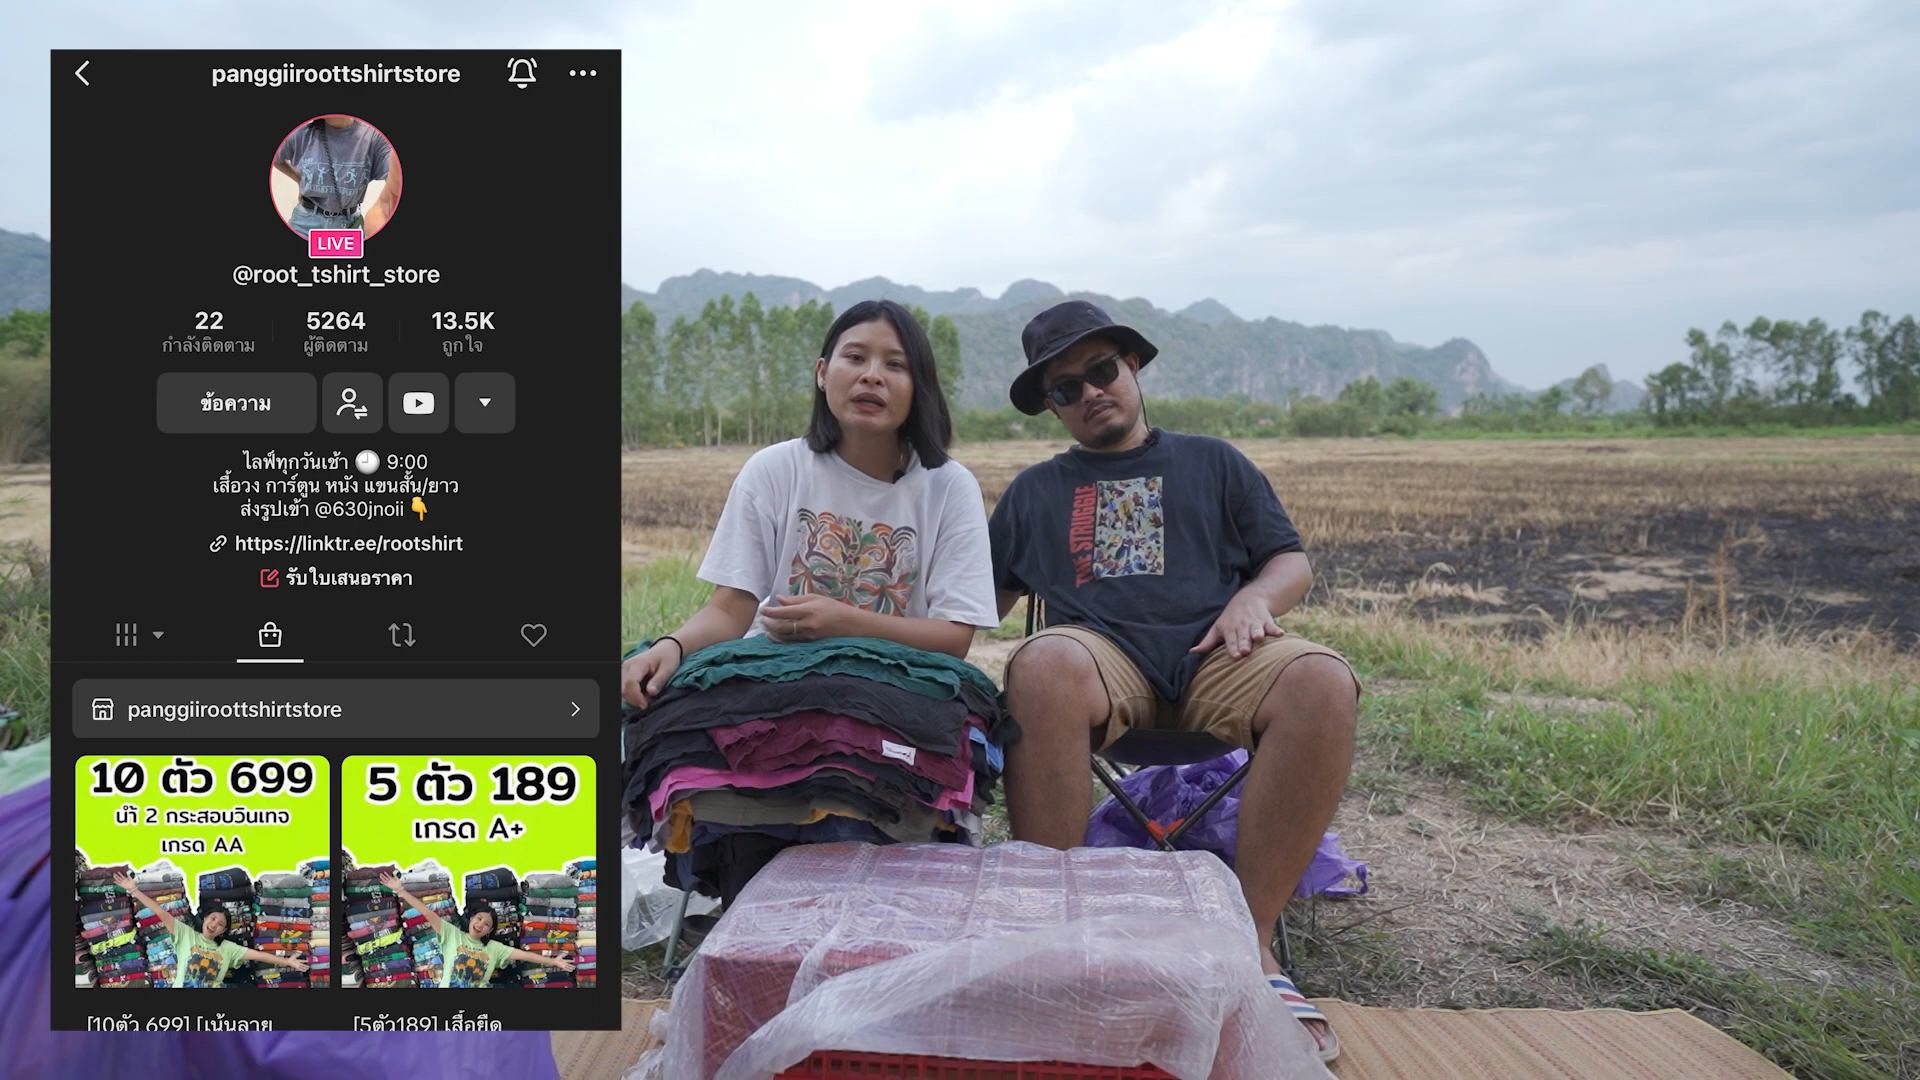 panggiiroottshirtstore
LIVE
@root_tshirt_store
22
กำลังติดตาม
5264
ผู้ติดตาม
13.5K
ถูกใจ
ข้อความ
ไลฟ์ทุกวันเช้า 🕘 9:00
เสื้อวง การ์ตูน หนัง แขนสั้น/ยาว
ส่งรูปเข้า @630jnoii 👇
https://linktr.ee/rootshirt
รับใบเสนอราคา
panggiiroottshirtstore
10 ตัว 699
นำ้ 2 กระสอบวินเทจ
เกรด AA
5 ตัว 189
เกรด A+
[10ตัว 699] [เน้นลาย
[5ตัว189] เสื้อยืด
THE STRUGGLE